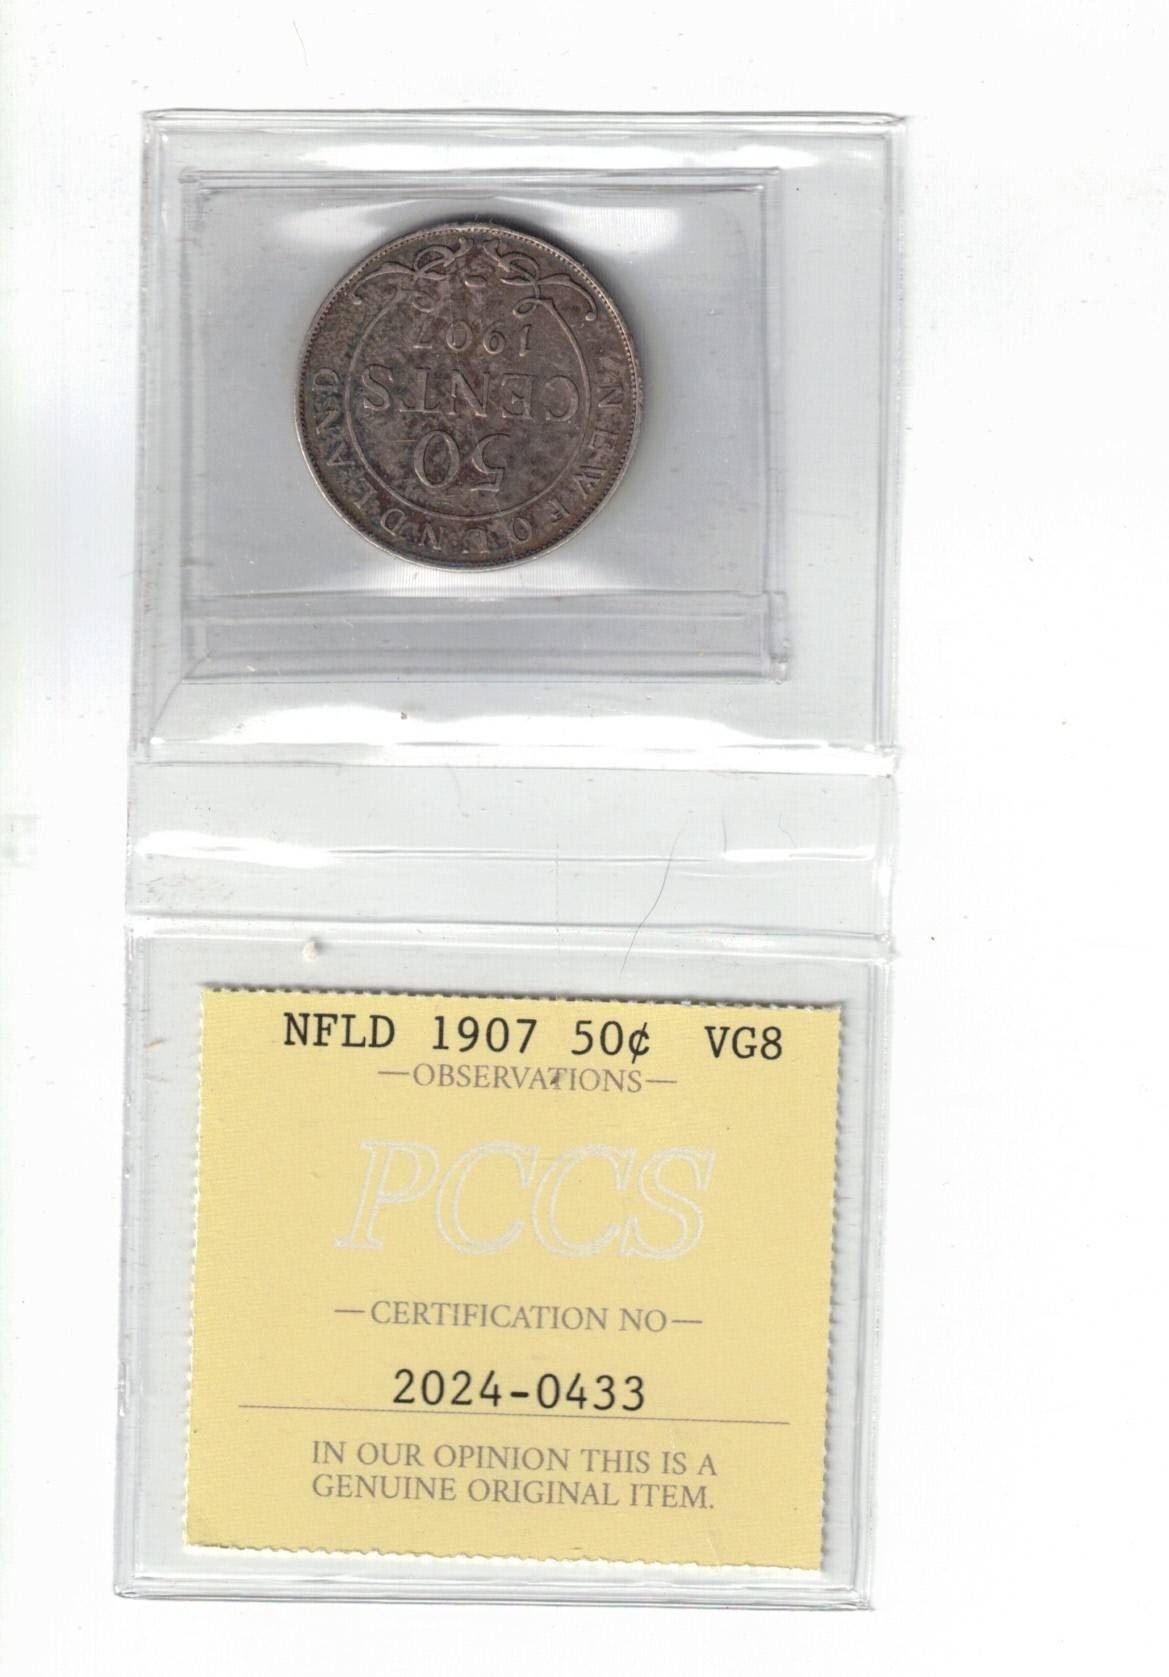 NEWFOUNDLAND
50
CENTS
1907
NFLD 1907 50¢ VG8
—OBSERVATIONS—
PCCS
—CERTIFICATION NO—
2024-0433
IN OUR OPINION THIS IS A
GENUINE ORIGINAL ITEM.